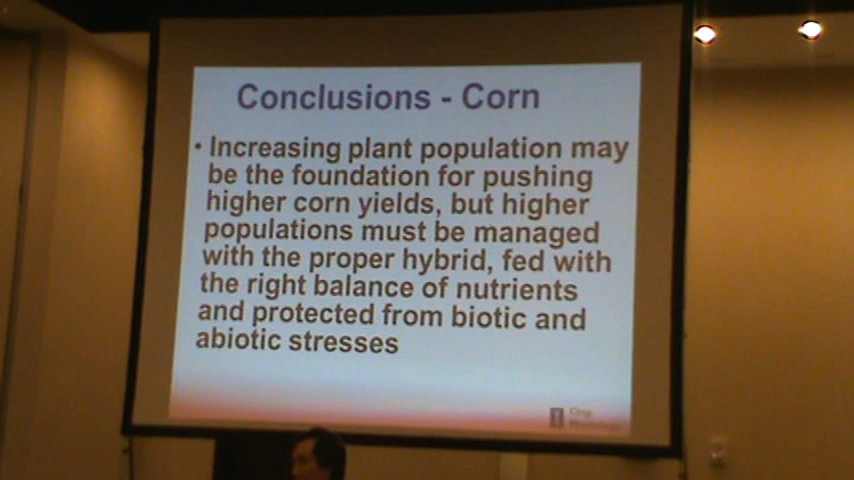 Conclusions - Corn
• Increasing plant population may
be the foundation for pushing
higher corn yields, but higher
populations must be managed
with the proper hybrid, fed with
the right balance of nutrients
and protected from biotic and
abiotic stresses
Crop